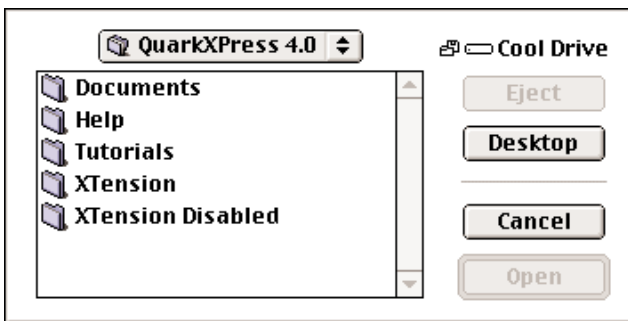 QuarkXPress 4.0
Cool Drive
Documents
Help
Tutorials
XTension
XTension Disabled
Eject
Desktop
Cancel
Open